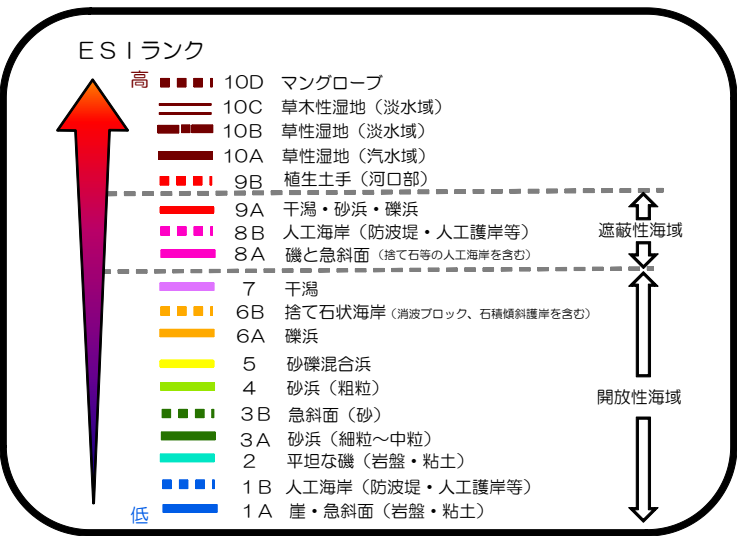 ESIランク
高
10D マングローブ
10C 草木性湿地（淡水域）
10B 草性湿地（淡水域）
10A 草性湿地（汽水域）
9B 植生土手（河口部）
9A 干潟・砂浜・礫浜
8B 人工海岸（防波堤・人工護岸等）
遮蔽性海域
8A 磯と急斜面（捨て石等の人工海岸を含む）
7 干潟
6B 捨て石状海岸（消波ブロック、石積傾斜護岸を含む）
6A 礫浜
5 砂礫混合浜
4 砂浜（粗粒）
開放性海域
3B 急斜面（砂）
3A 砂浜（細粒～中粒）
2 平坦な磯（岩盤・粘土）
1B 人工海岸（防波堤・人工護岸等）
1A 崖・急斜面（岩盤・粘土）
低